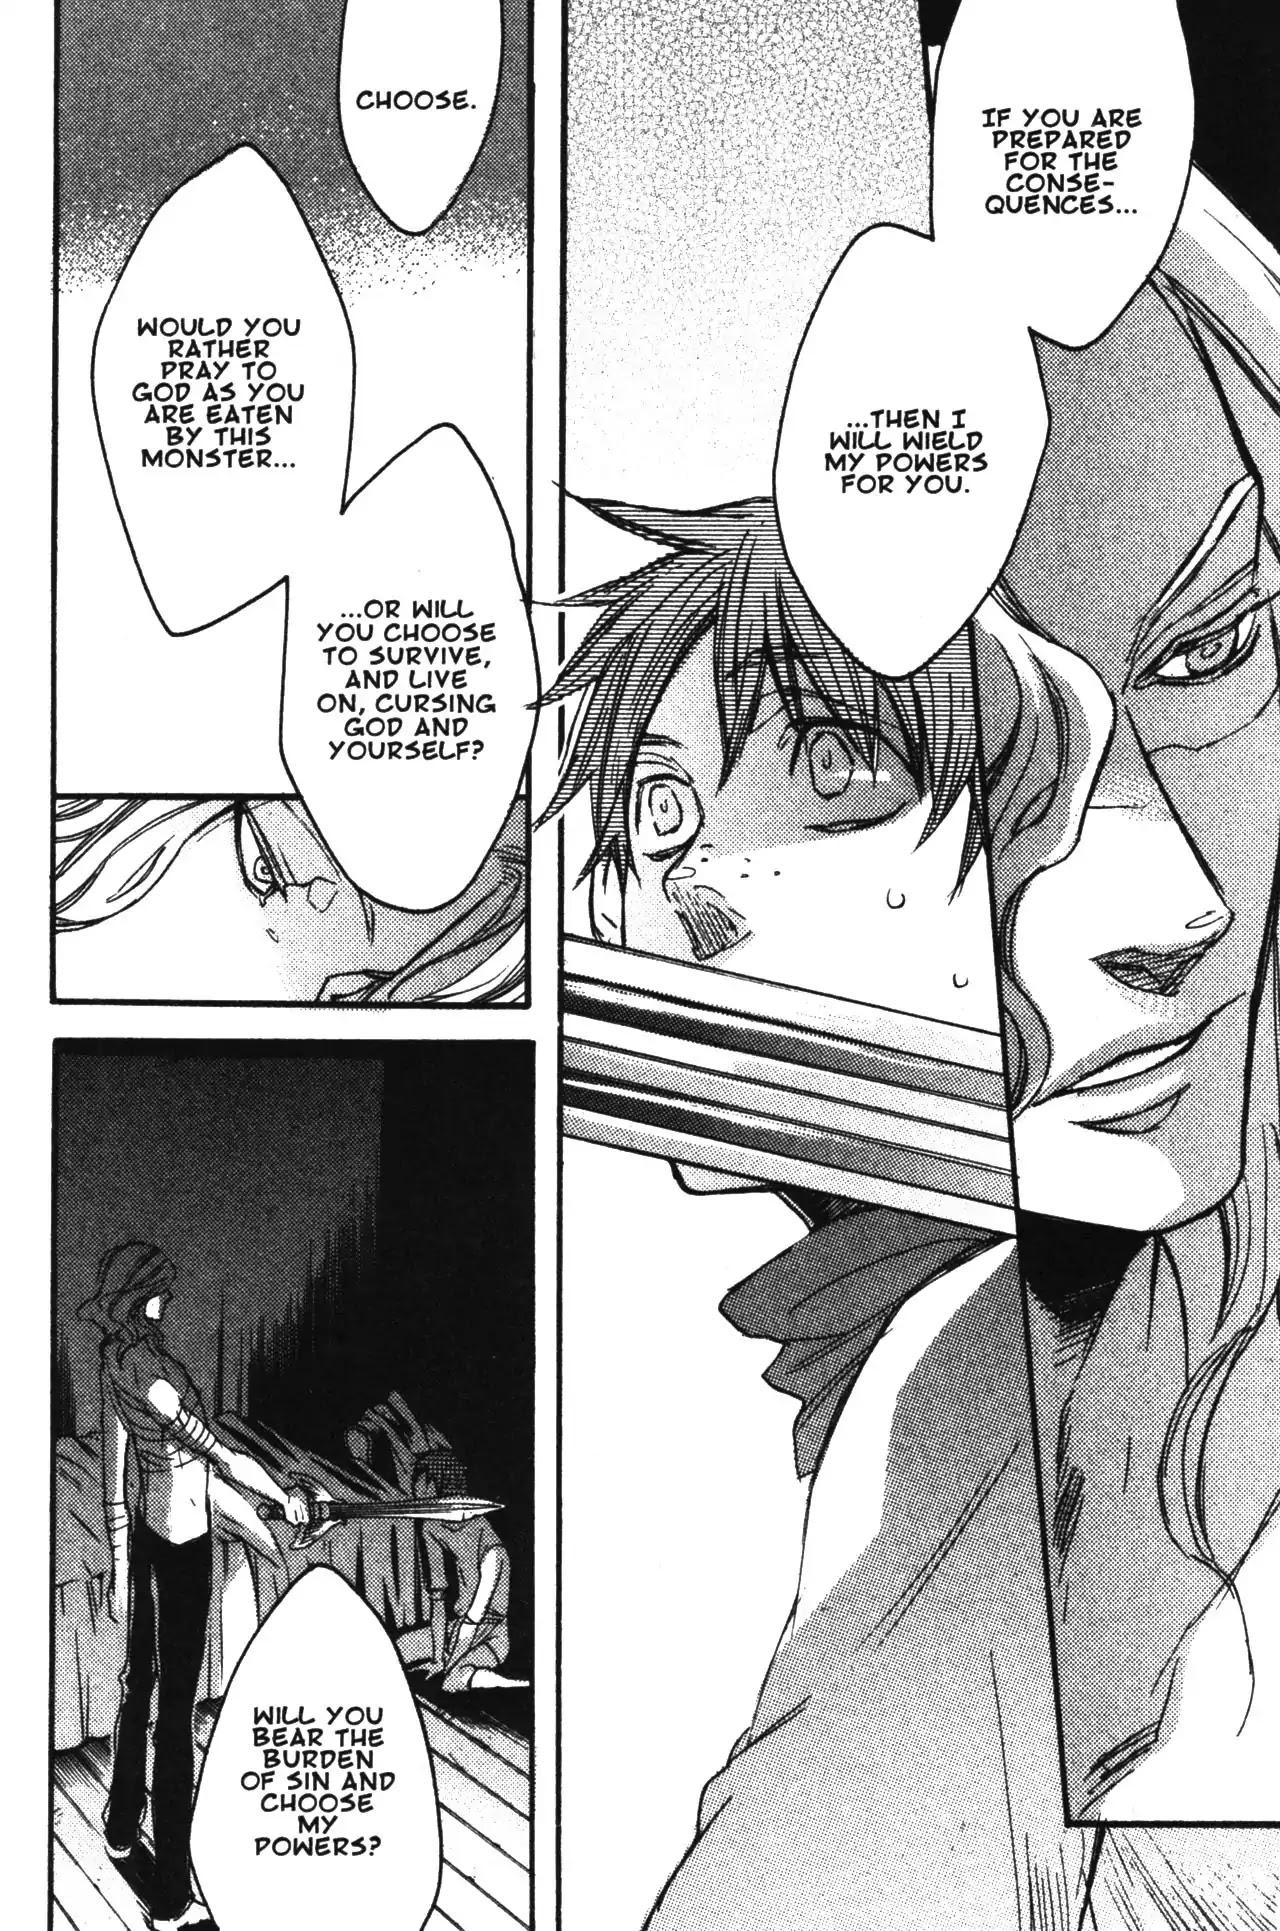 IF YOU ARE
PREPARED
FOR THE
CONSE-
QUENCES...
...THEN I
WILL WIELD
MY POWERS
FOR YOU.
CHOOSE.
WOULD YOU
RATHER
PRAY TO
GOD AS YOU
ARE EATEN
BY THIS
MONSTER...
...OR WILL
YOU CHOOSE
TO SURVIVE,
AND LIVE
ON, CURSING
GOD AND
YOURSELF?
WILL YOU
BEAR THE
BURDEN
OF SIN AND
CHOOSE
MY
POWERS?